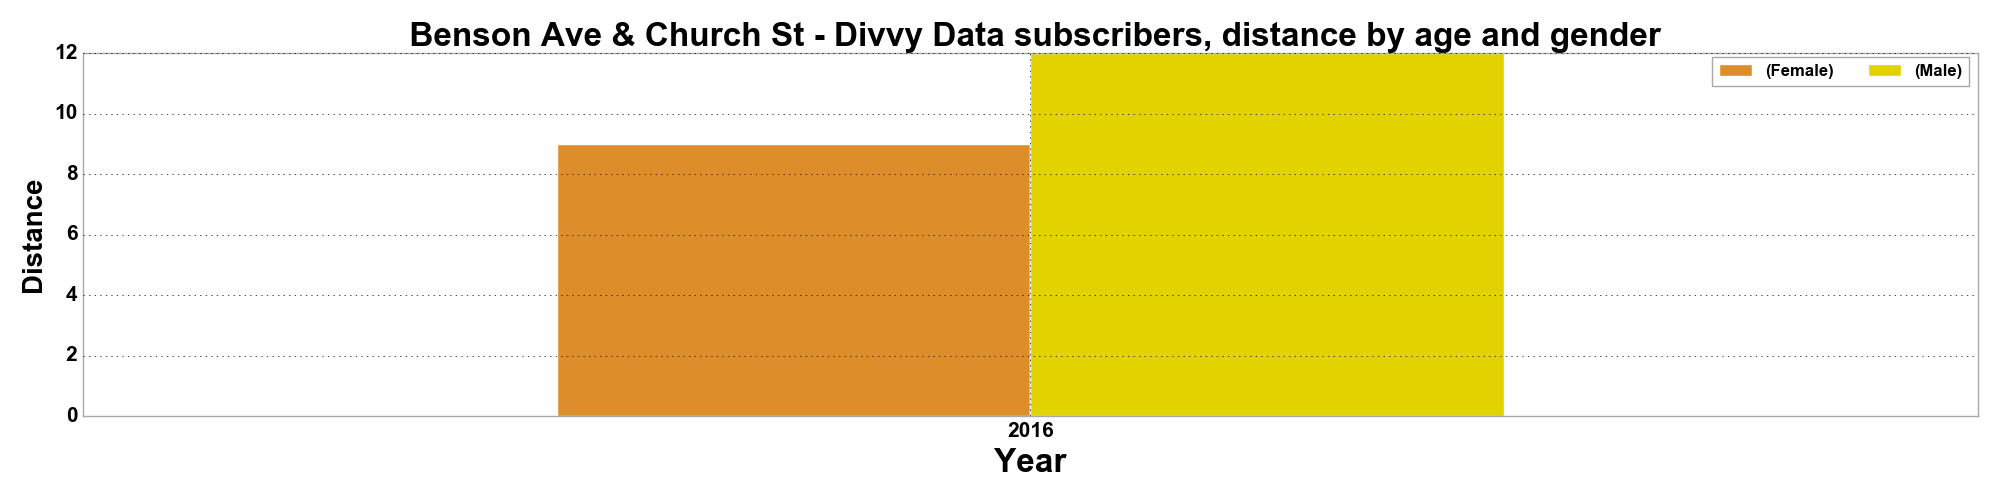 Benson Ave & Church St - Divvy Data subscribers, distance by age and gender
(Female) (Male)
12
10
8
6
4
2
0
Distance
2016
Year